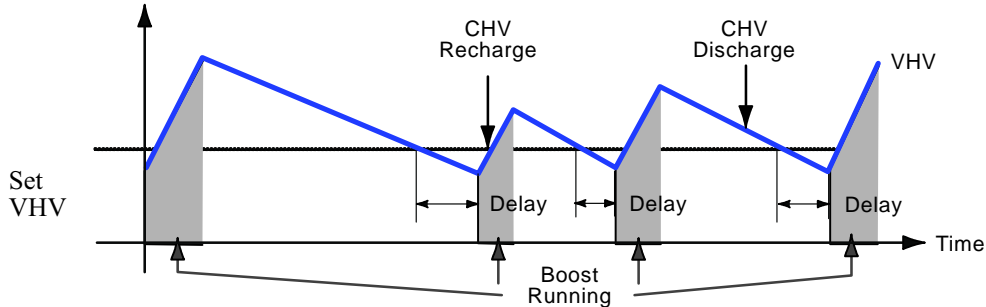 CHV
Recharge
CHV
Discharge
VHV
Set
VHV
Delay
Delay
Delay
Time
Boost
Running